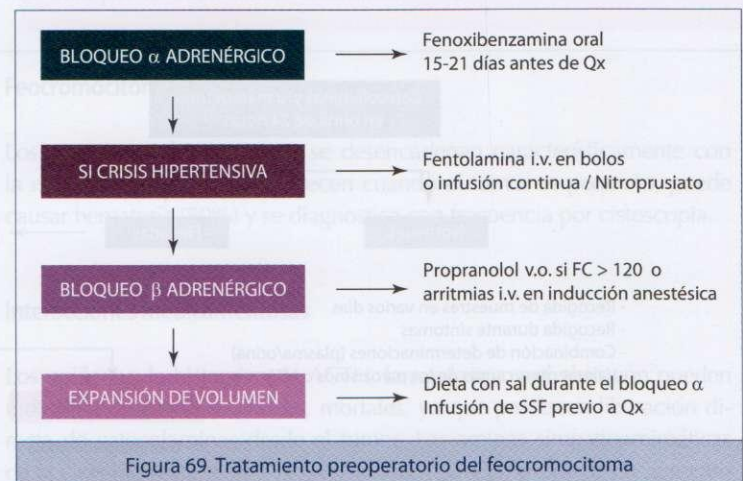 BLOQUEO α ADRENÉRGICO
Fenoxibenzamina oral
15-21 días antes de Qx
SI CRISIS HIPERTENSIVA
Fentolamina i.v. en bolos
o infusión continua / Nitroprusiato
BLOQUEO β ADRENÉRGICO
Propranolol v.o. si FC > 120 o
arritmias i.v. en inducción anestésica
EXPANSIÓN DE VOLUMEN
Dieta con sal durante el bloqueo α
Infusión de SSF previo a Qx
Figura 69. Tratamiento preoperatorio del feocromocitoma